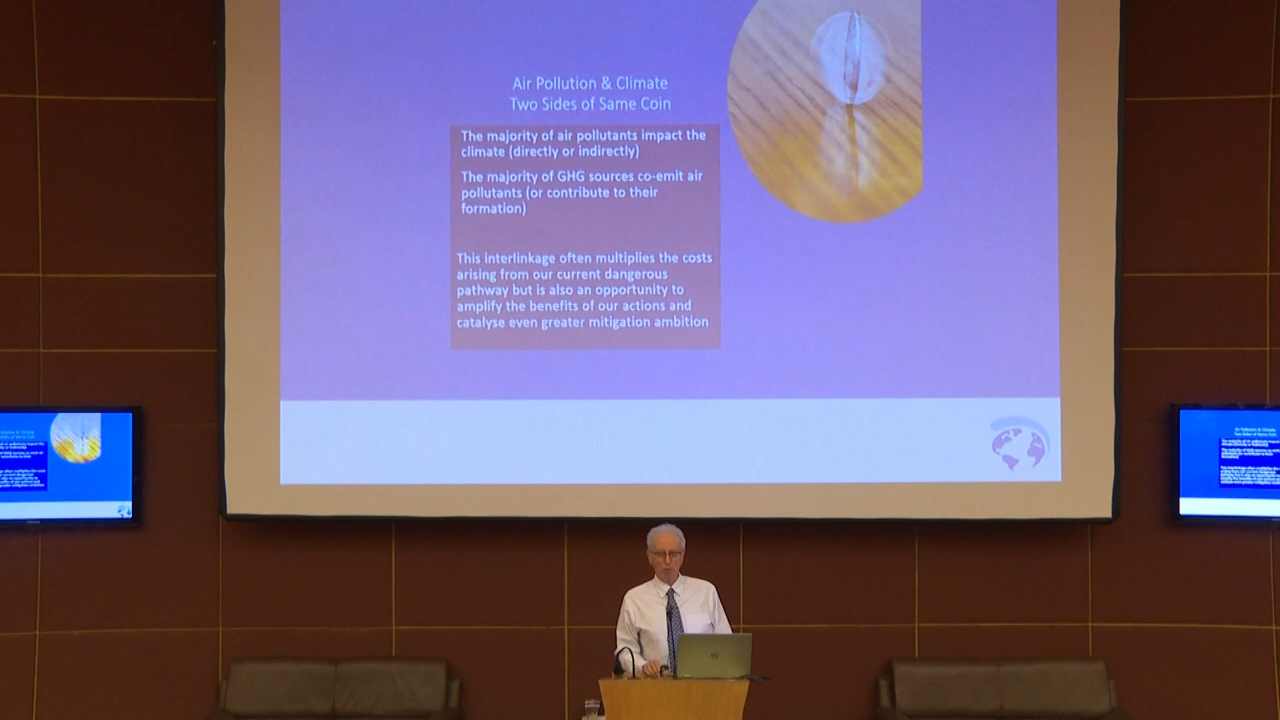 Air Pollution & Climate
Two Sides of Same Coin
The majority of air pollutants impact the
climate (directly or indirectly)
The majority of GHG sources co-emit air
pollutants (or contribute to their
formation)
This interlinkage often multiplies the costs
arising from our current dangerous
pathway but is also an opportunity to
amplify the benefits of our actions and
catalyse even greater mitigation ambition